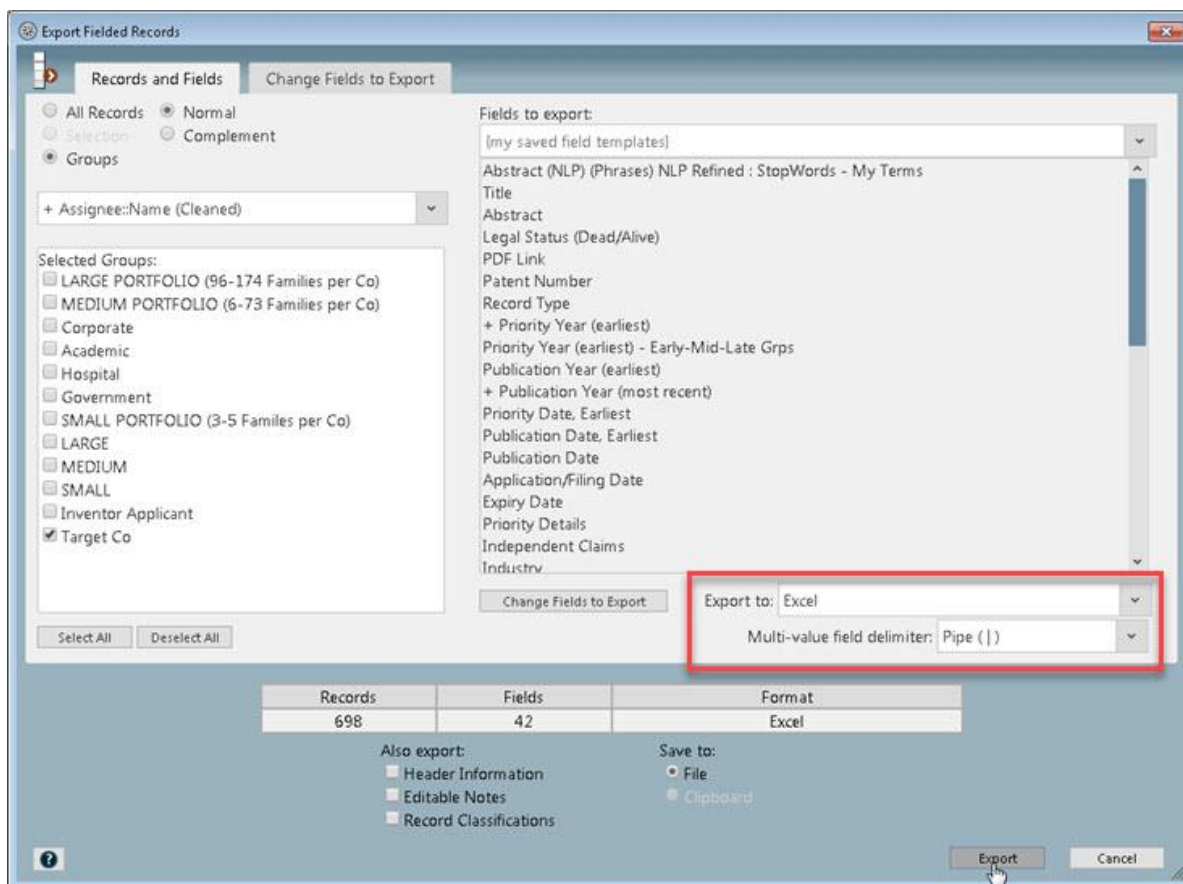 Export Fielded Records
Records and Fields
Change Fields to Export
All Records
Normal
Selection
Complement
Groups
+ Assignee::Name (Cleaned)
Selected Groups:
LARGE PORTFOLIO (96-174 Families per Co)
MEDIUM PORTFOLIO (6-73 Families per Co)
Corporate
Academic
Hospital
Government
SMALL PORTFOLIO (3-5 Familes per Co)
LARGE
MEDIUM
SMALL
Inventor Applicant
Target Co
Select All
Deselect All
Fields to export:
(my saved field templates)
Abstract (NLP) (Phrases) NLP Refined : StopWords - My Terms
Title
Abstract
Legal Status (Dead/Alive)
PDF Link
Patent Number
Record Type
+ Priority Year (earliest)
Priority Year (earliest) - Early-Mid-Late Grps
Publication Year (earliest)
+ Publication Year (most recent)
Priority Date, Earliest
Publication Date, Earliest
Publication Date
Application/Filing Date
Expiry Date
Priority Details
Independent Claims
Industry
Change Fields to Export
Export to: Excel
Multi-value field delimiter: Pipe ( | )
Records Fields Format
698 42 Excel
Also export:
Header Information
Editable Notes
Record Classifications
Save to:
File
Clipboard
?
Export
Cancel